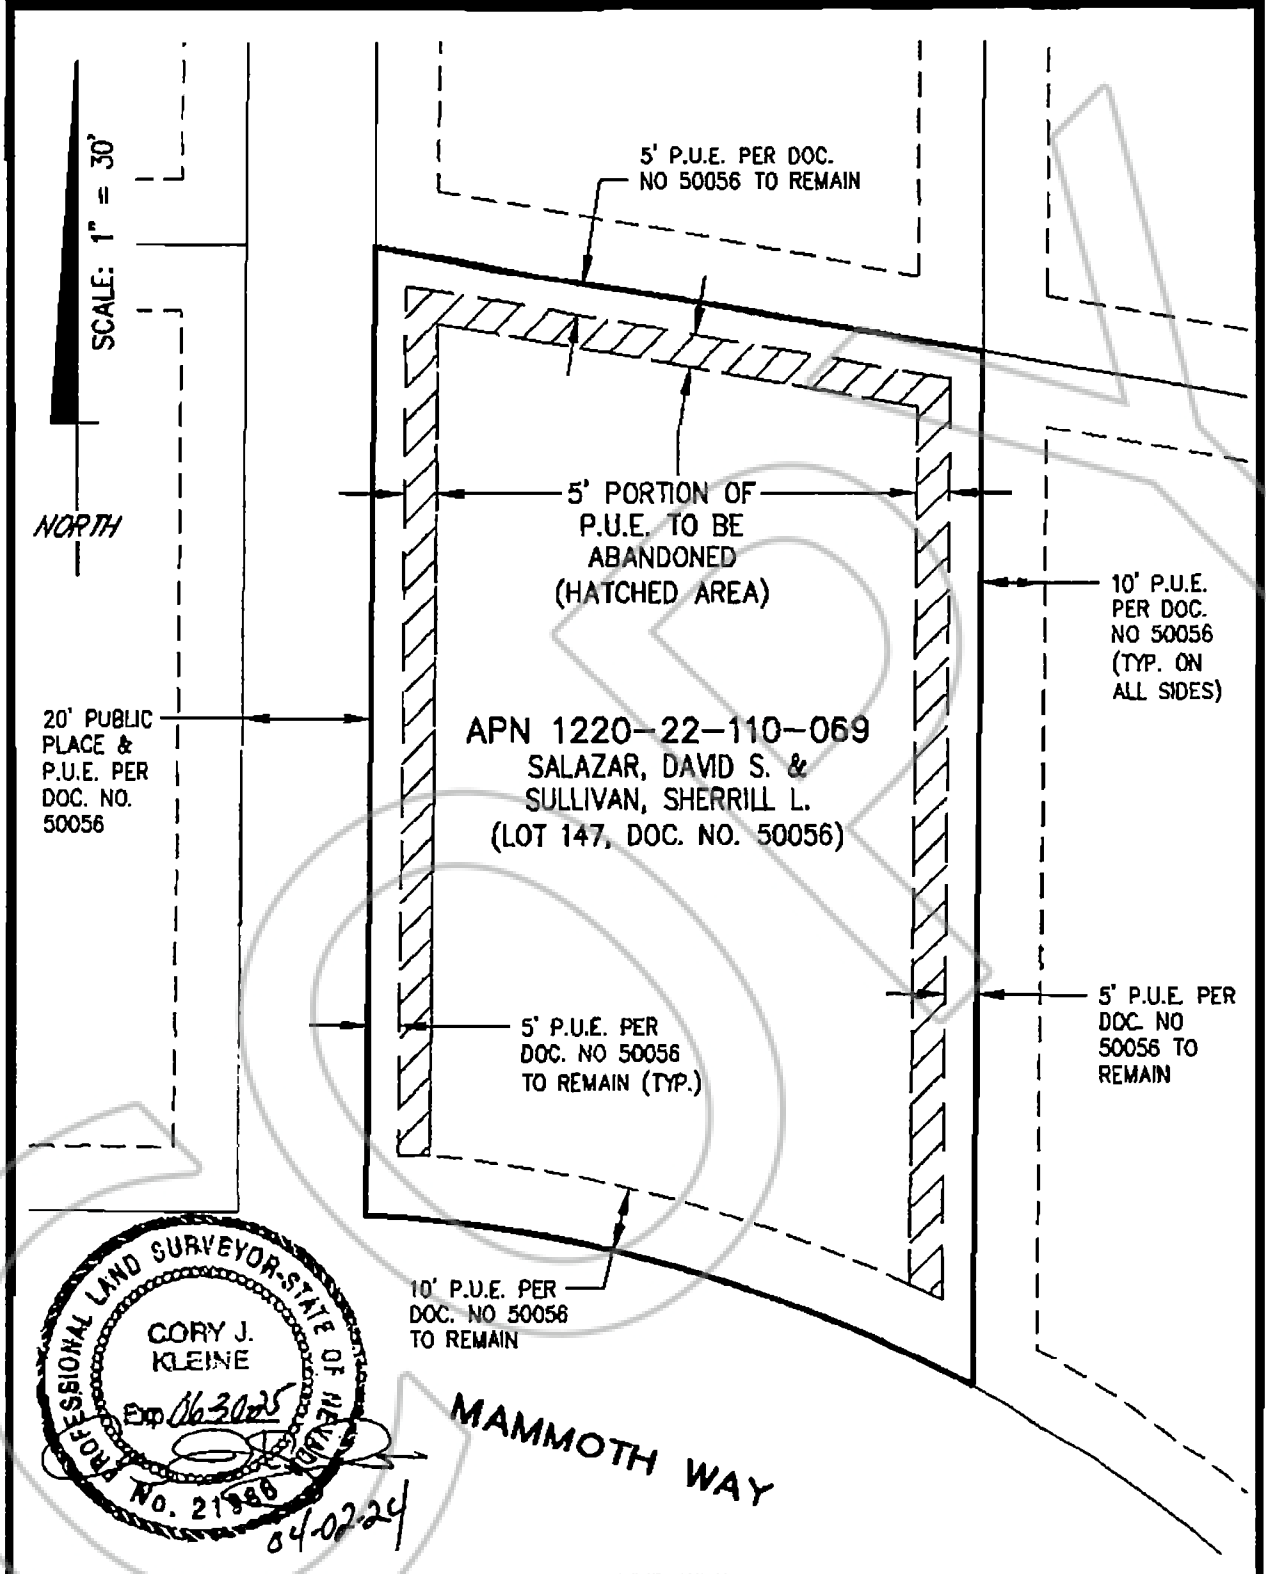 SCALE: 1" = 30'
NORTH
5' P.U.E. PER DOC.
NO 50056 TO REMAIN
5' PORTION OF
P.U.E. TO BE
ABANDONED
(HATCHED AREA)
10' P.U.E.
PER DOC.
NO 50056
(TYP. ON
ALL SIDES)
20' PUBLIC
PLACE &
P.U.E. PER
DOC. NO.
50056
APN 1220-22-110-069
SALAZAR, DAVID S. &
SULLIVAN, SHERRILL L.
(LOT 147, DOC. NO. 50056)
5' P.U.E. PER
DOC. NO 50056
TO REMAIN (TYP.)
5' P.U.E. PER
DOC. NO
50056 TO
REMAIN
10' P.U.E. PER
DOC. NO 50056
TO REMAIN
MAMMOTH WAY
PROFESSIONAL LAND SURVEYOR-STATE OF NEVADA
CORY J.
KLEINE
Exp. 063025
No. 21986
04-02-24
COPY